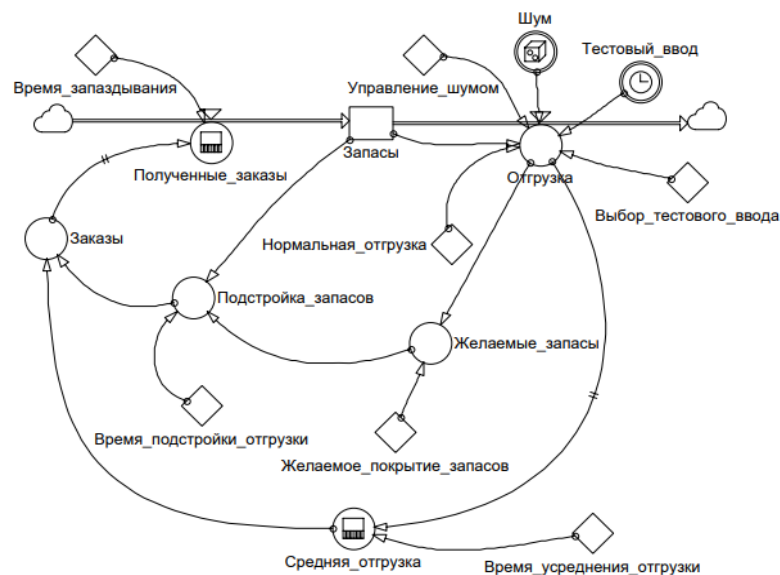 Шум
Тестовый_ввод
Время_запаздывания
Управление_шумом
Запасы
Полученные_заказы
Отгрузка
Выбор_тестового_ввода
Заказы
Нормальная_отгрузка
Подстройка_запасов
Желаемые_запасы
Время_подстройки_отгрузки
Желаемое_покрытие_запасов
Средняя_отгрузка
Время_усреднения_отгрузки